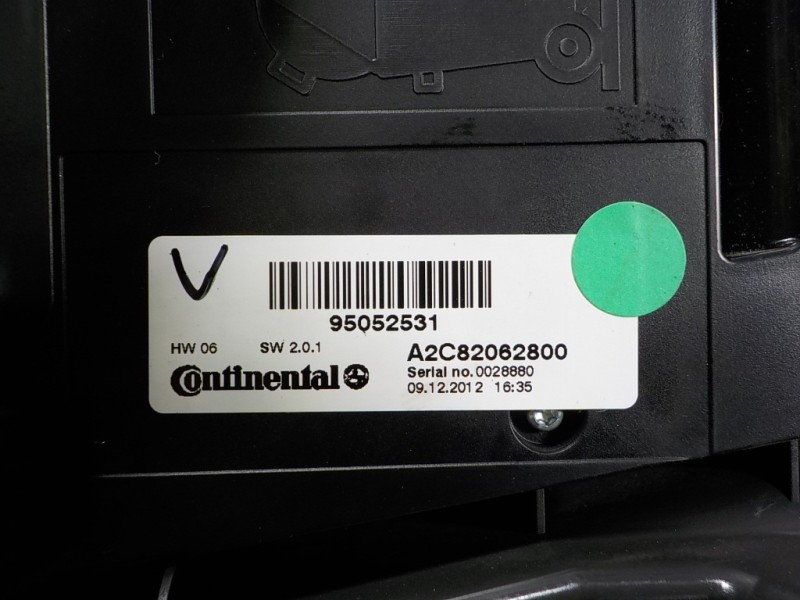 V
95052531
HW 06 SW 2.0.1 A2C82062800
Continental Serial no.0028880
09.12.2012 16:35